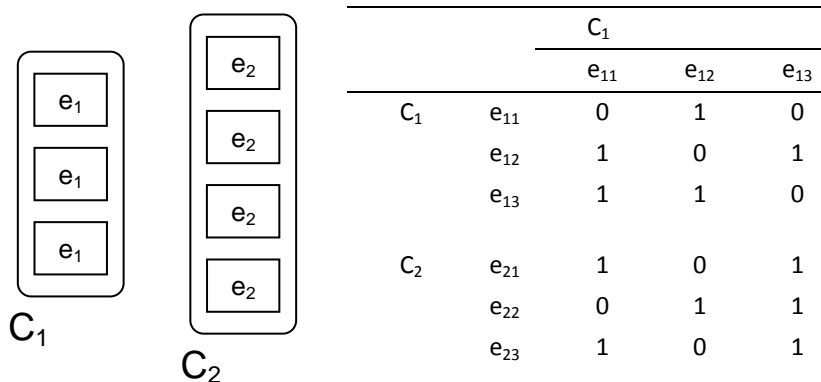 e₁
e₁
e₁
C₁
e₂
e₂
e₂
e₂
C₂
C₁
e₁₁ e₁₂ e₁₃
C₁ e₁₁ 0 1 0
e₁₂ 1 0 1
e₁₃ 1 1 0
C₂ e₂₁ 1 0 1
e₂₂ 0 1 1
e₂₃ 1 0 1